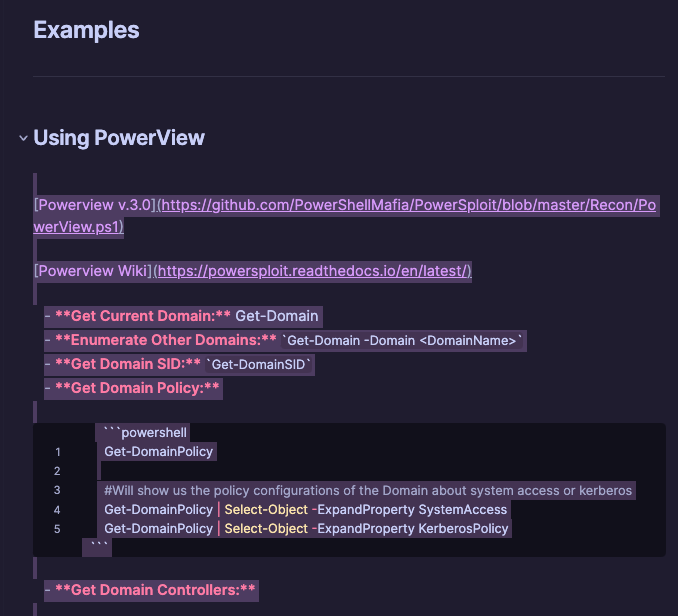 Examples
Using PowerView
[Powerview v.3.0](https://github.com/PowerShellMafia/PowerSploit/blob/master/Recon/Po
werView.ps1)
[Powerview Wiki](https://powersploit.readthedocs.io/en/latest/)
- **Get Current Domain:** Get-Domain
- **Enumerate Other Domains:** `Get-Domain -Domain <DomainName>`
- **Get Domain SID:** `Get-DomainSID`
- **Get Domain Policy:**
```powershell
1 Get-DomainPolicy
2
3 #Will show us the policy configurations of the Domain about system access or kerberos
4 Get-DomainPolicy | Select-Object -ExpandProperty SystemAccess
5 Get-DomainPolicy | Select-Object -ExpandProperty KerberosPolicy
```
- **Get Domain Controllers:**